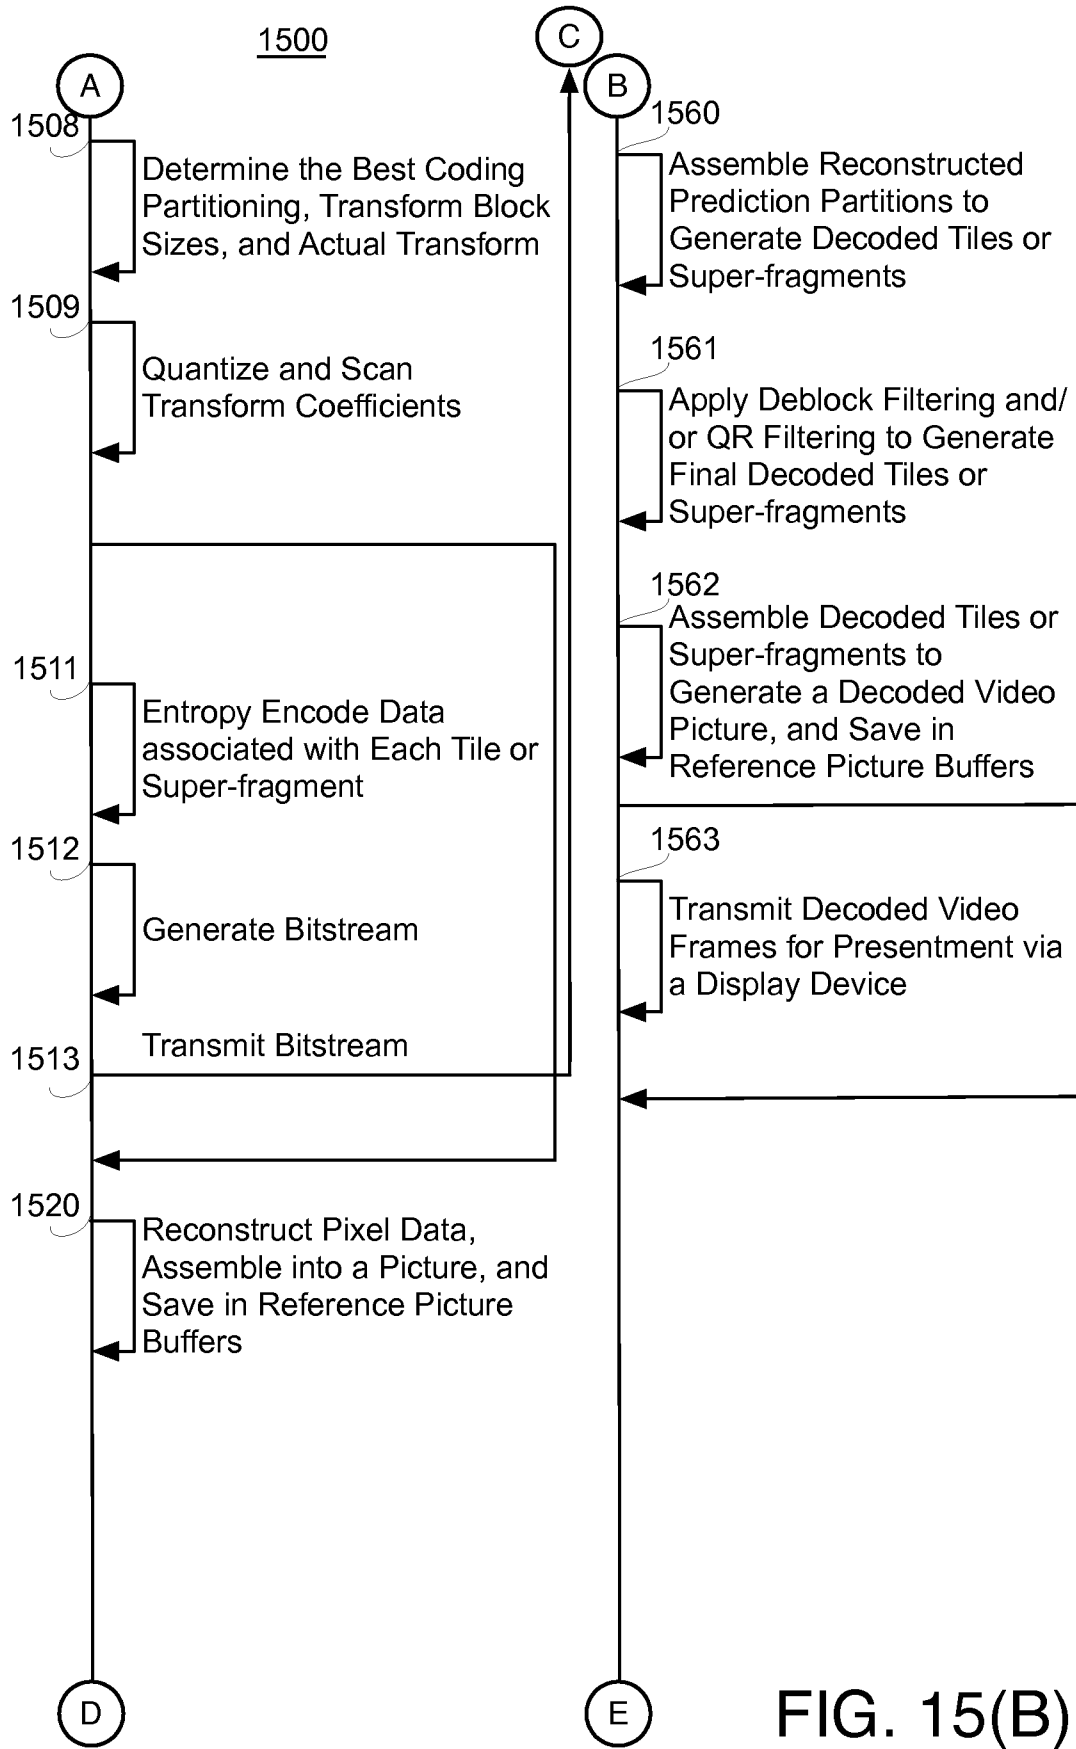 1500
C
A
B
1508
Determine the Best Coding
Partitioning, Transform Block
Sizes, and Actual Transform
1509
Quantize and Scan
Transform Coefficients
1511
Entropy Encode Data
associated with Each Tile or
Super-fragment
1512
Generate Bitstream
1513
Transmit Bitstream
1520
Reconstruct Pixel Data,
Assemble into a Picture, and
Save in Reference Picture
Buffers
D
1560
Assemble Reconstructed
Prediction Partitions to
Generate Decoded Tiles or
Super-fragments
1561
Apply Deblock Filtering and/
or QR Filtering to Generate
Final Decoded Tiles or
Super-fragments
1562
Assemble Decoded Tiles or
Super-fragments to
Generate a Decoded Video
Picture, and Save in
Reference Picture Buffers
1563
Transmit Decoded Video
Frames for Presentment via
a Display Device
E
FIG. 15(B)